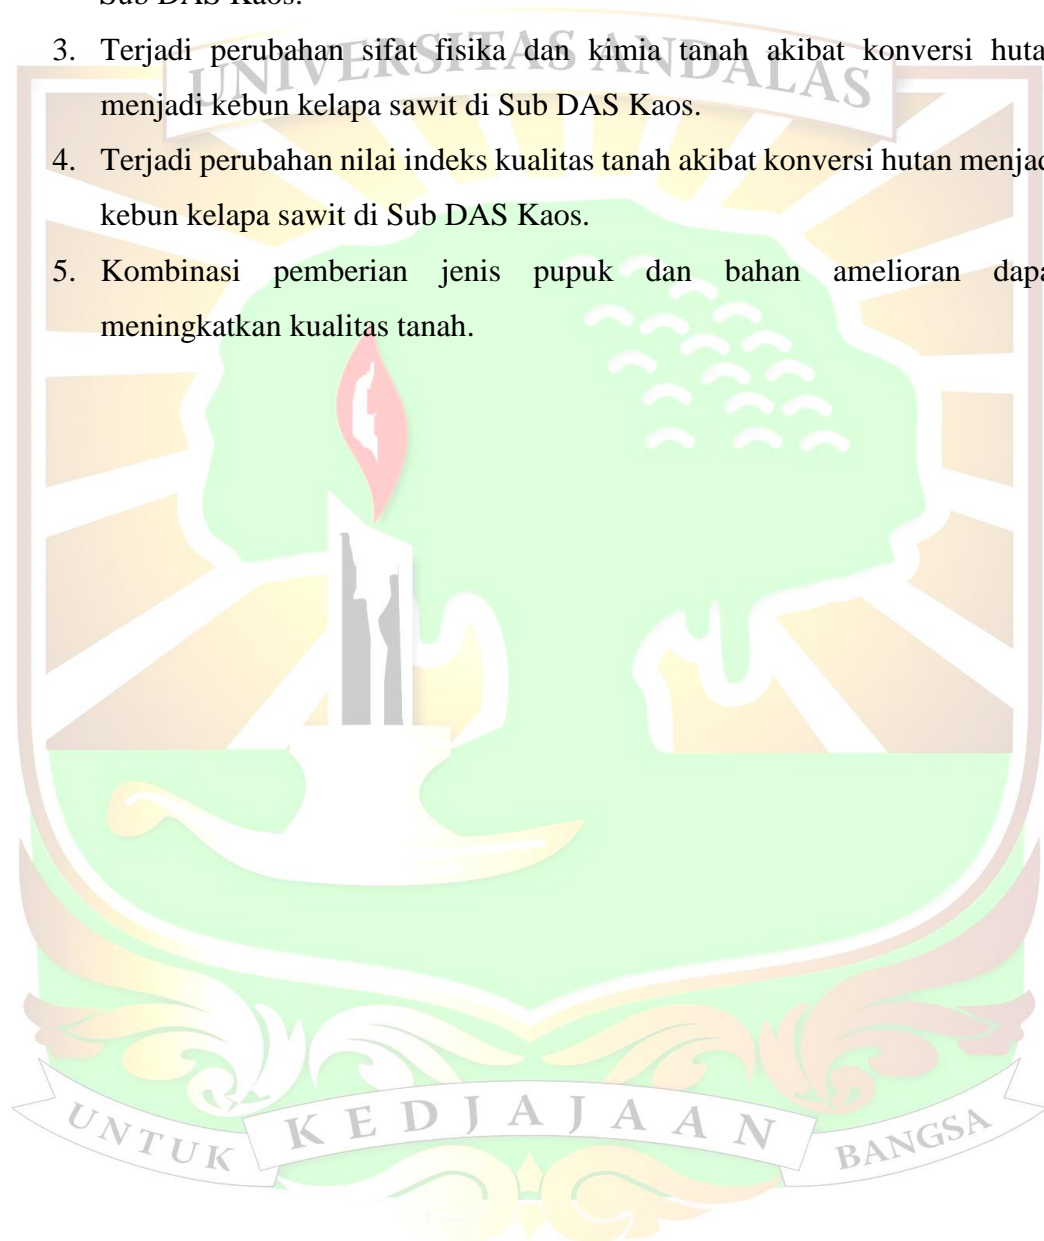 Sub DAS Kaos.
3. Terjadi perubahan sifat fisika dan kimia tanah akibat konversi huta
menjadi kebun kelapa sawit di Sub DAS Kaos.
4. Terjadi perubahan nilai indeks kualitas tanah akibat konversi hutan menjad
kebun kelapa sawit di Sub DAS Kaos.
5. Kombinasi pemberian jenis pupuk dan bahan amelioran dapa
meningkatkan kualitas tanah.
UNIVERSITAS ANDALAS
UNTUK KEDJAJAAN BANGSA